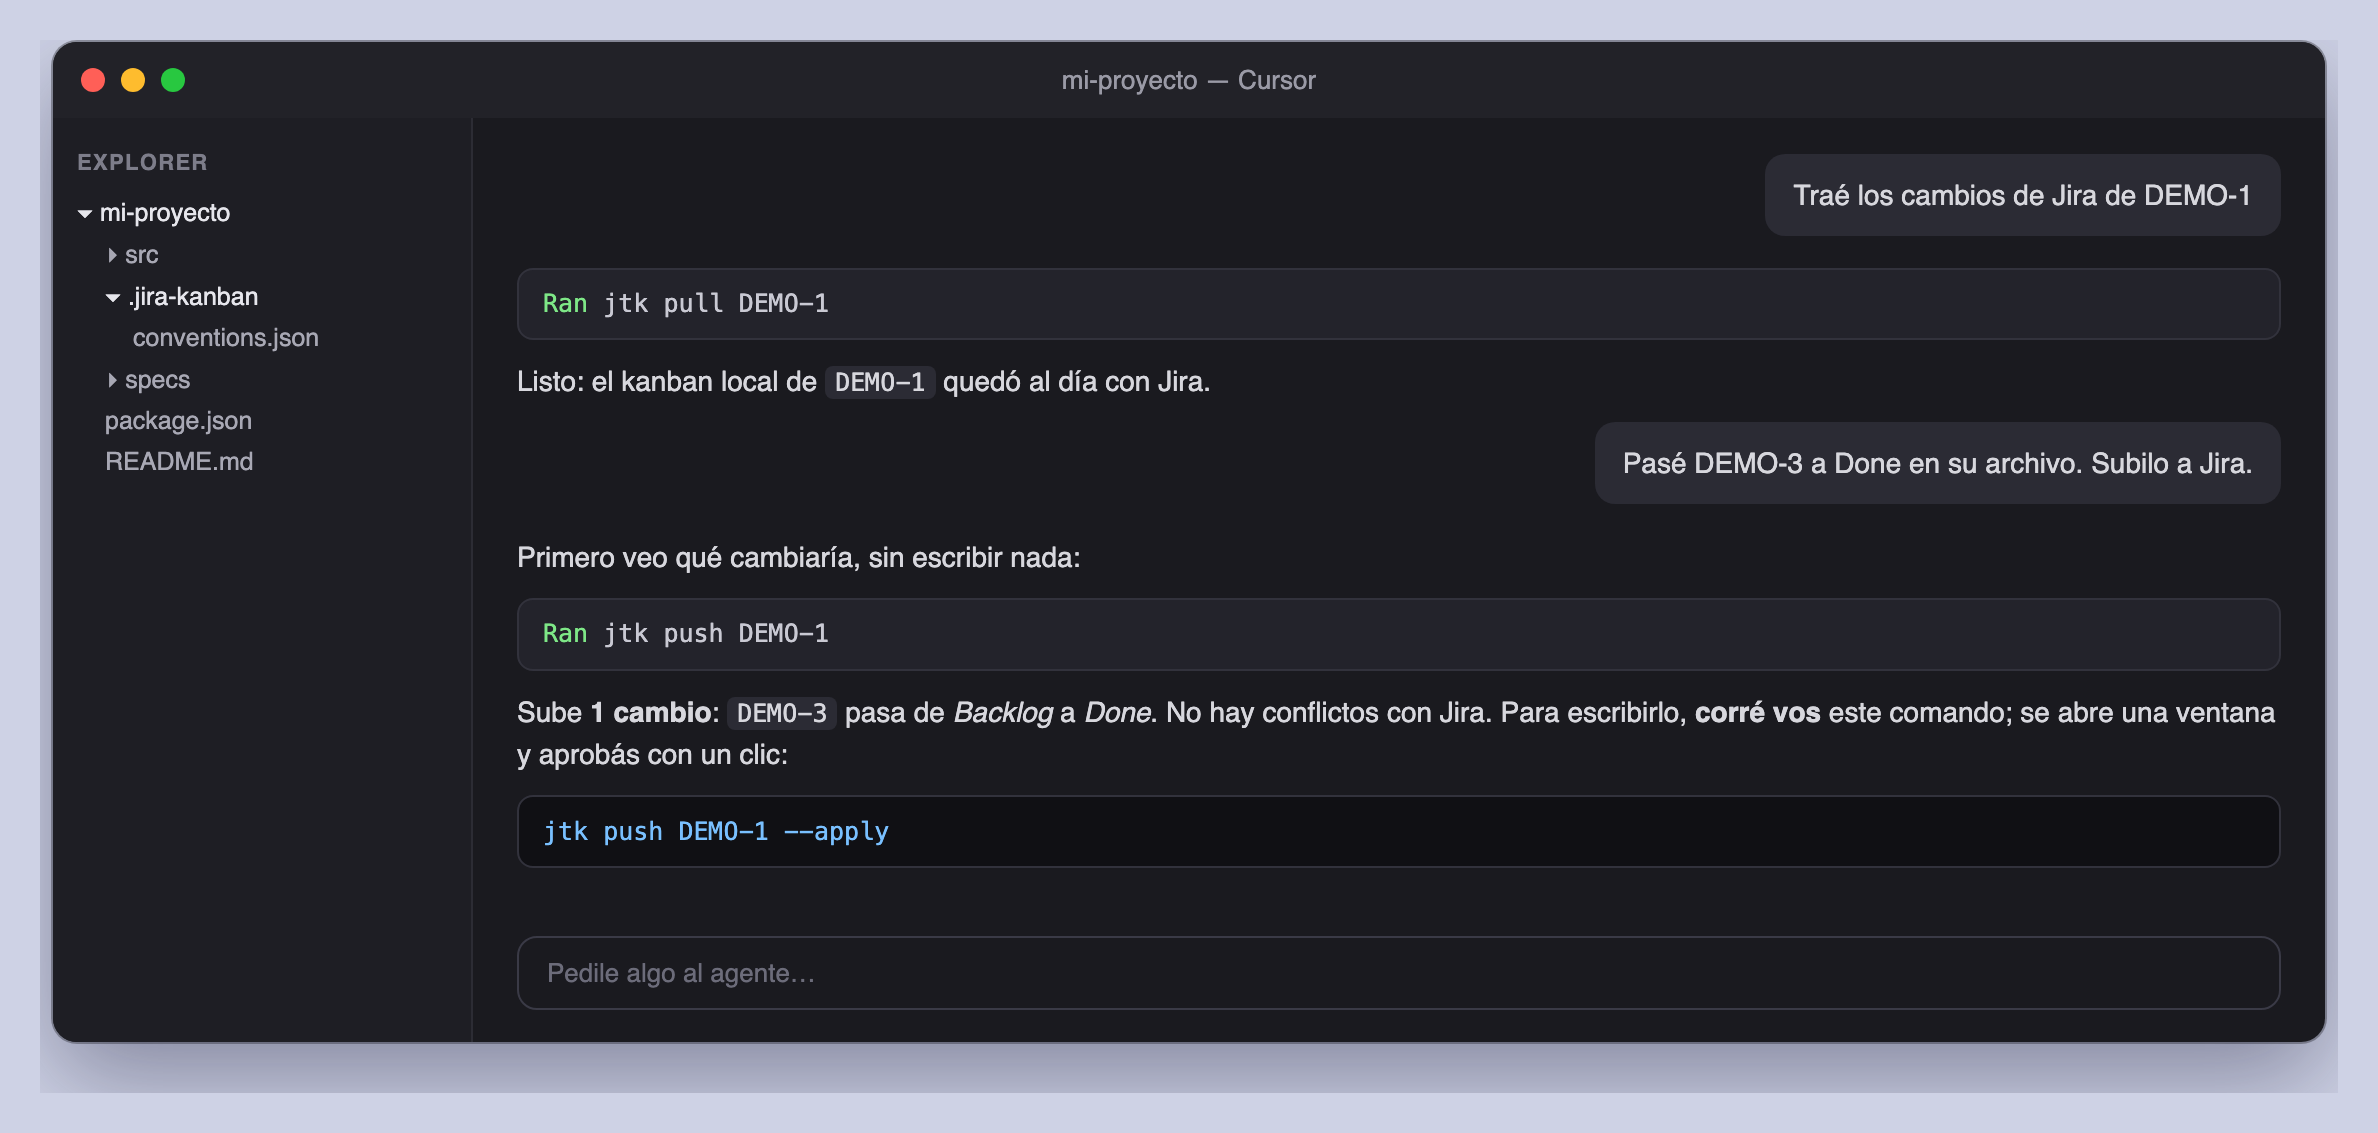 mi-proyecto — Cursor
EXPLORER
mi-proyecto
src
.jira-kanban
conventions.json
specs
package.json
README.md
Traé los cambios de Jira de DEMO-1
Ran jtk pull DEMO-1
Listo: el kanban local de DEMO-1 quedó al día con Jira.
Pasé DEMO-3 a Done en su archivo. Subilo a Jira.
Primero veo qué cambiaría, sin escribir nada:
Ran jtk push DEMO-1
Sube 1 cambio: DEMO-3 pasa de Backlog a Done. No hay conflictos con Jira. Para escribirlo, corré vos este comando; se abre una ventana
y aprobás con un clic:
jtk push DEMO-1 --apply
Pedile algo al agente…